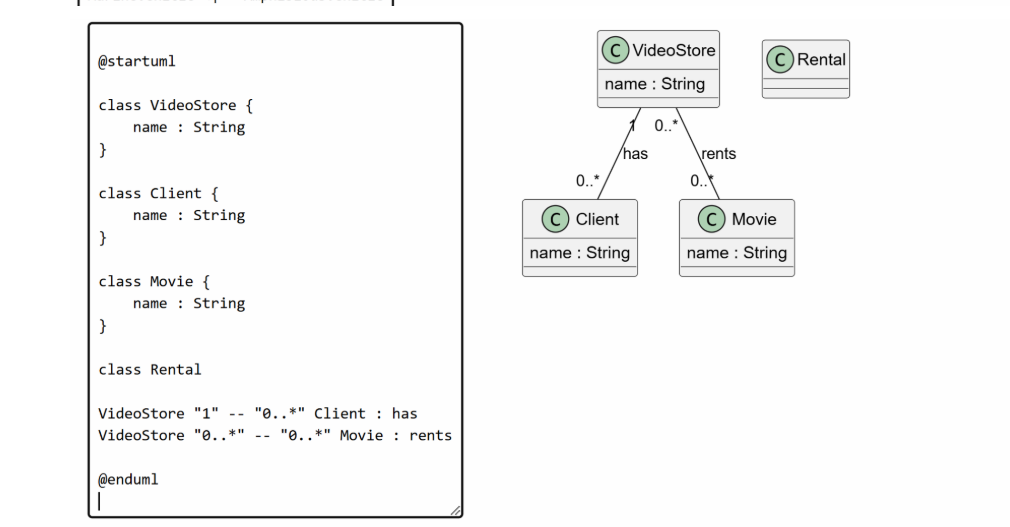 @startuml
class VideoStore {
name : String
}
class Client {
name : String
}
class Movie {
name : String
}
class Rental
VideoStore "1" -- "0..*" Client : has
VideoStore "0..*" -- "0..*" Movie : rents
@enduml
C VideoStore
name : String
C Rental
1 0..*
has rents
0..* 0..*
C Client
name : String
C Movie
name : String